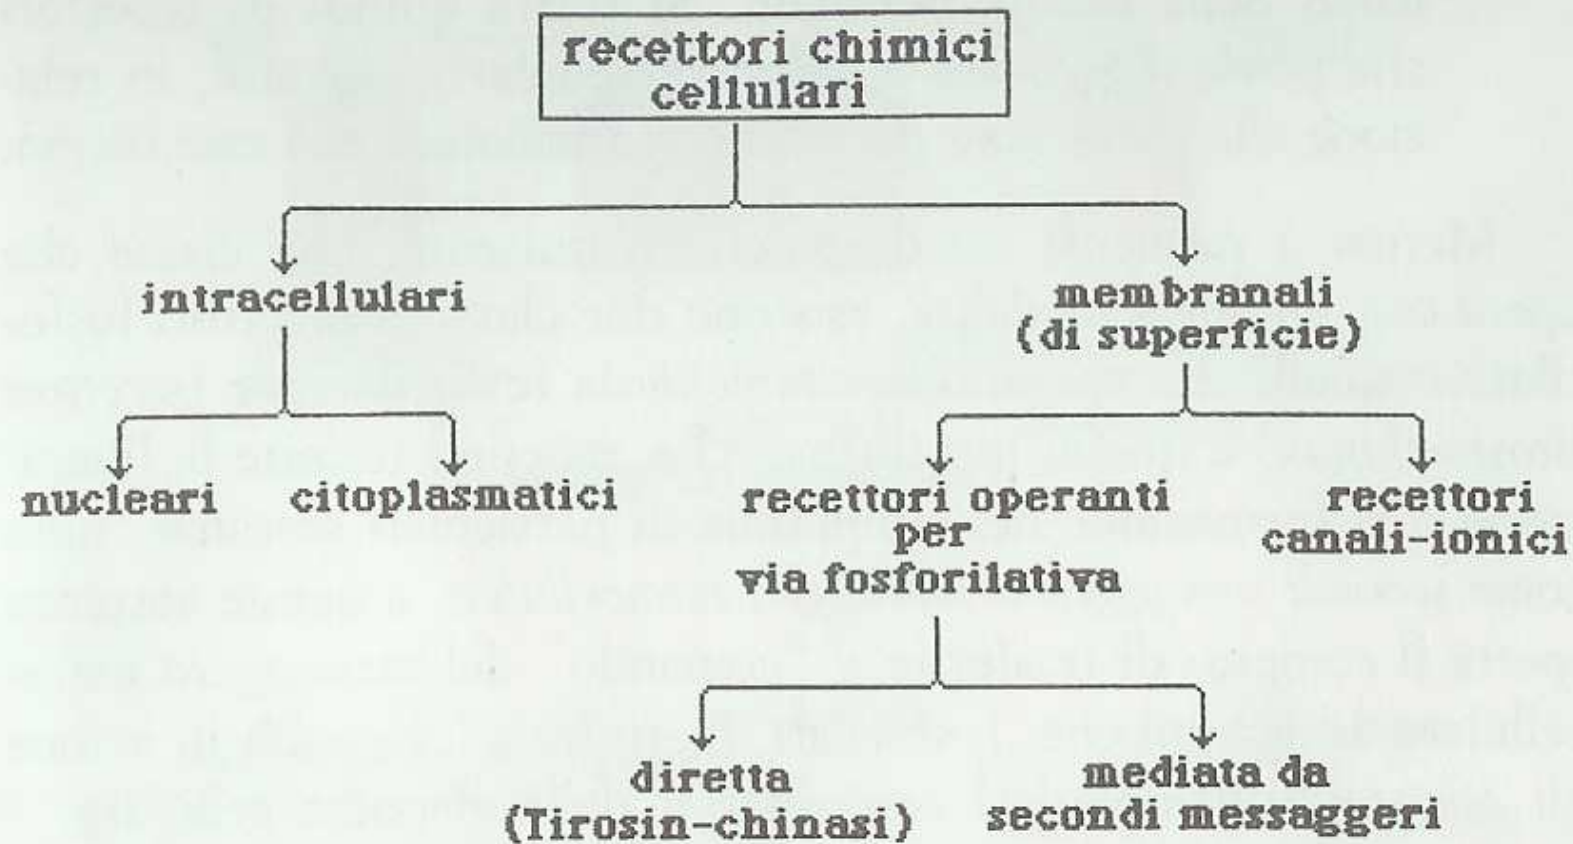 recettori chimici
cellulari
intracellulari
membranali
(di superficie)
nucleari
citoplasmatici
recettori operanti
per
via fosforilativa
recettori
canali-ionici
diretta
(Tirosin-chinasi)
mediata da
secondi messaggeri